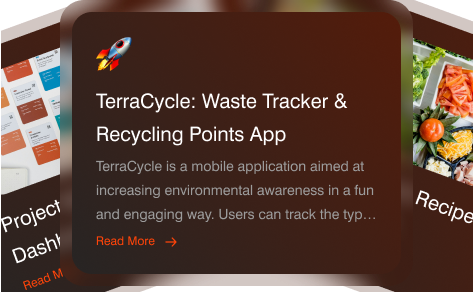 TerraCycle: Waste Tracker &
Recycling Points App
TerraCycle is a mobile application aimed at
increasing environmental awareness in a fun
and engaging way. Users can track the typ...
Read More →
Project
Dashb
Read M
Recipe